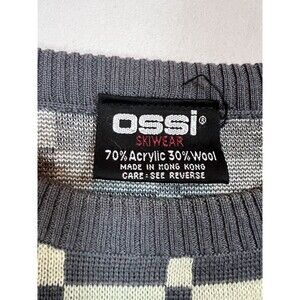 ossi®
SKIWEAR
70% Acrylic 30% Wool
MADE IN HONG KONG
CARE: SEE REVERSE